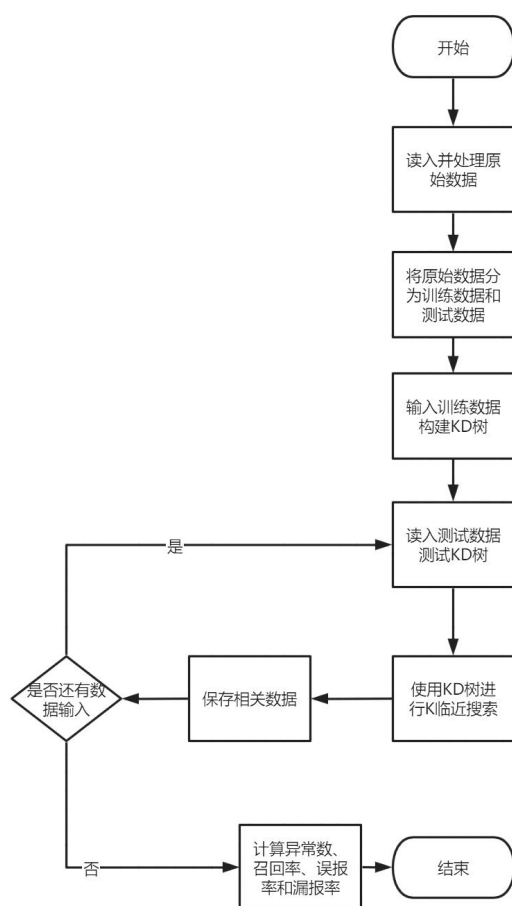 开始
读入并处理原
始数据
将原始数据分
为训练数据和
测试数据
输入训练数据
构建KD树
读入测试数据
测试KD树
是
使用KD树进
行K临近搜索
保存相关数据
是否还有数
据输入
否
计算异常数、
召回率、误报
率和漏报率
结束